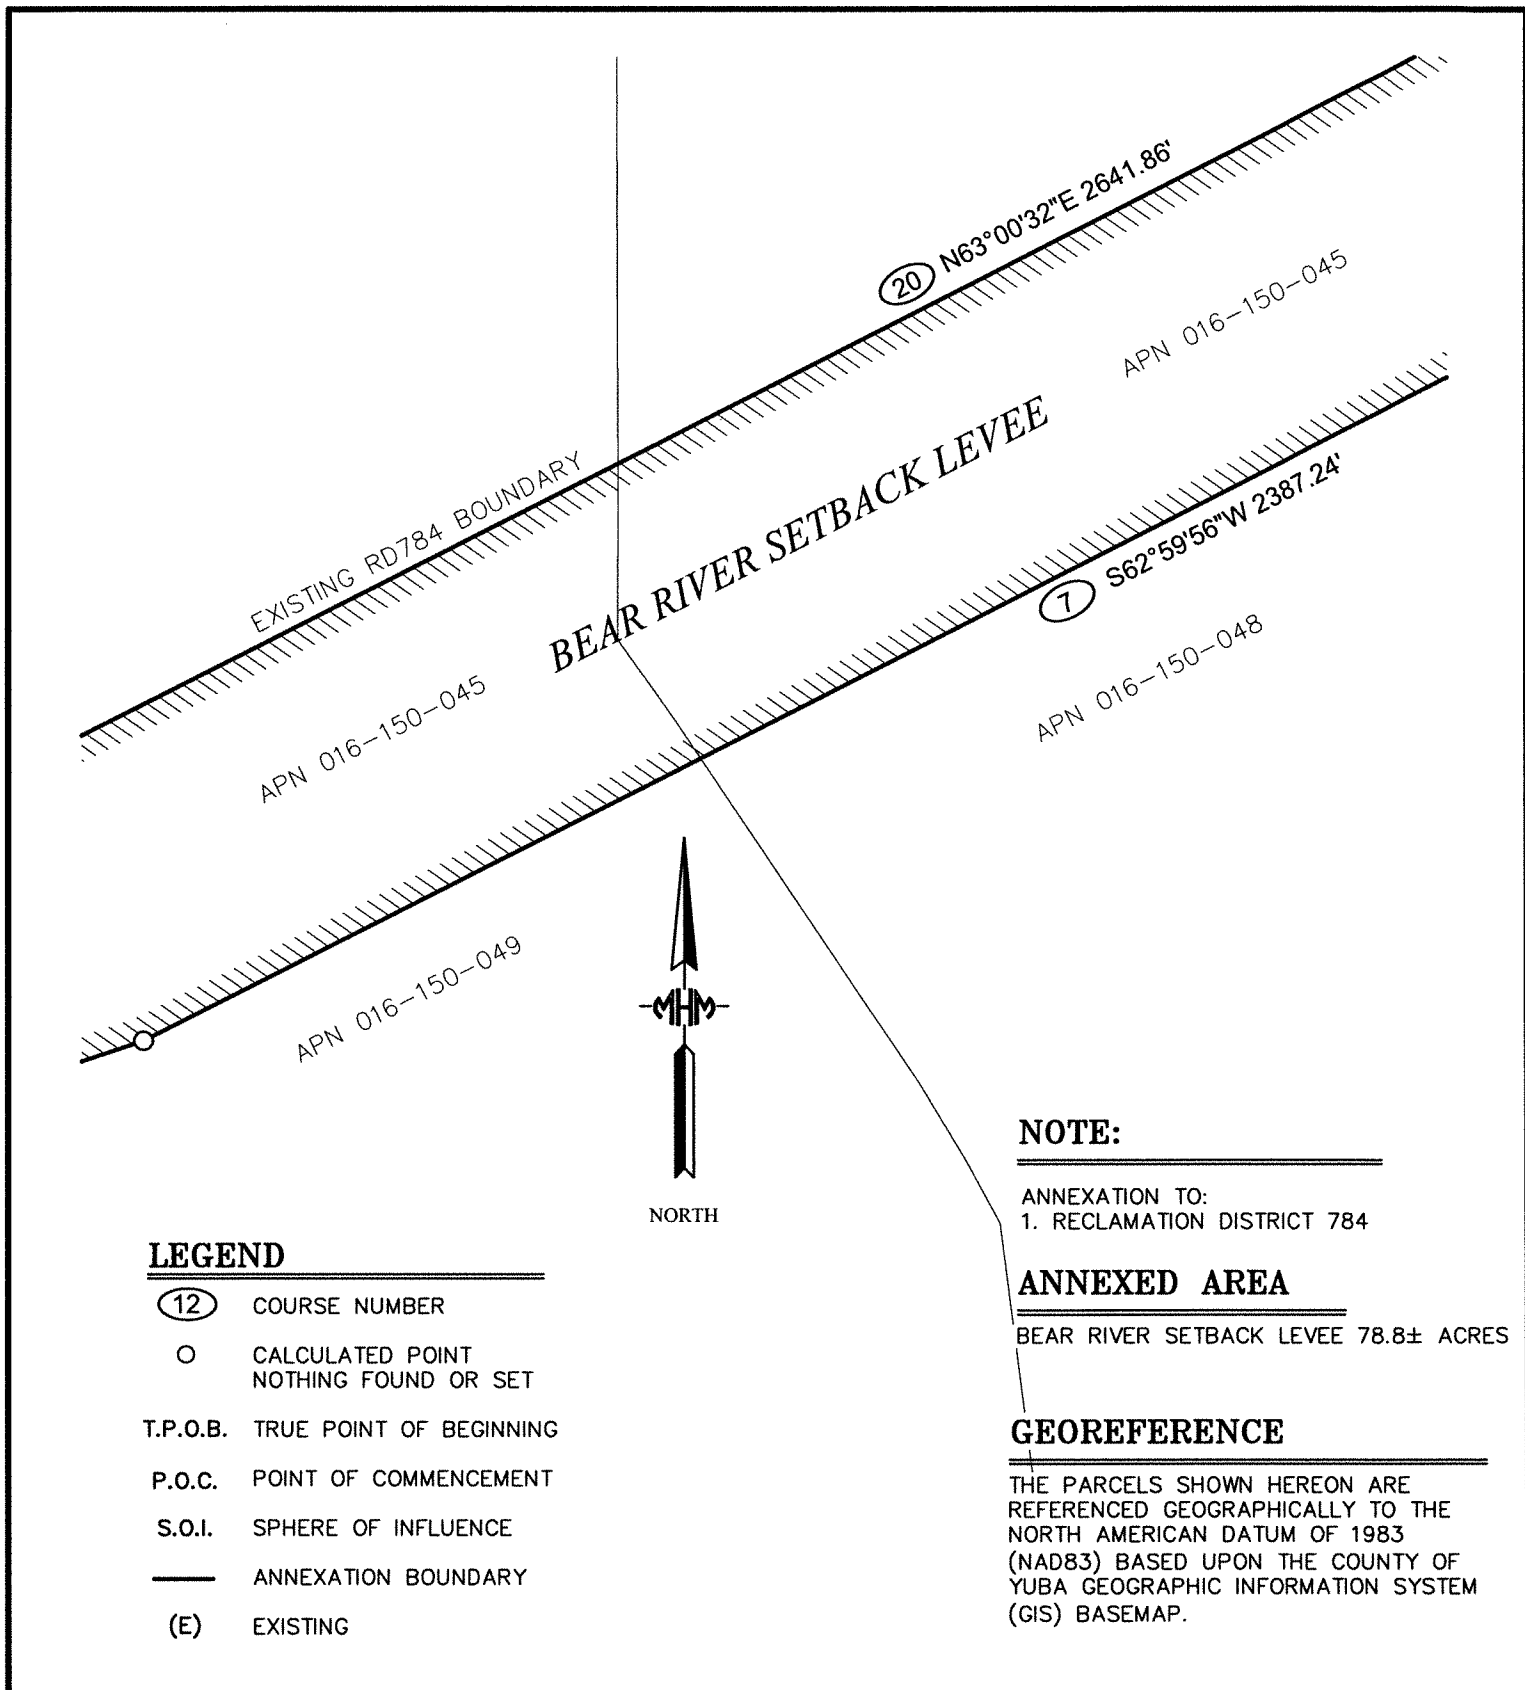 20 N63°00'32"E 2641.86'
APN 016-150-045
EXISTING RD784 BOUNDARY
BEAR RIVER SETBACK LEVEE
7 S62°59'56"W 2387.24'
APN 016-150-045
APN 016-150-048
APN 016-150-049
MHM
NORTH
NOTE:
ANNEXATION TO:
1. RECLAMATION DISTRICT 784
ANNEXED AREA
BEAR RIVER SETBACK LEVEE 78.8± ACRES
GEOREFERENCE
THE PARCELS SHOWN HEREON ARE
REFERENCED GEOGRAPHICALLY TO THE
NORTH AMERICAN DATUM OF 1983
(NAD83) BASED UPON THE COUNTY OF
YUBA GEOGRAPHIC INFORMATION SYSTEM
(GIS) BASEMAP.
LEGEND
12 COURSE NUMBER
CALCULATED POINT
NOTHING FOUND OR SET
T.P.O.B. TRUE POINT OF BEGINNING
P.O.C. POINT OF COMMENCEMENT
S.O.I. SPHERE OF INFLUENCE
ANNEXATION BOUNDARY
(E) EXISTING